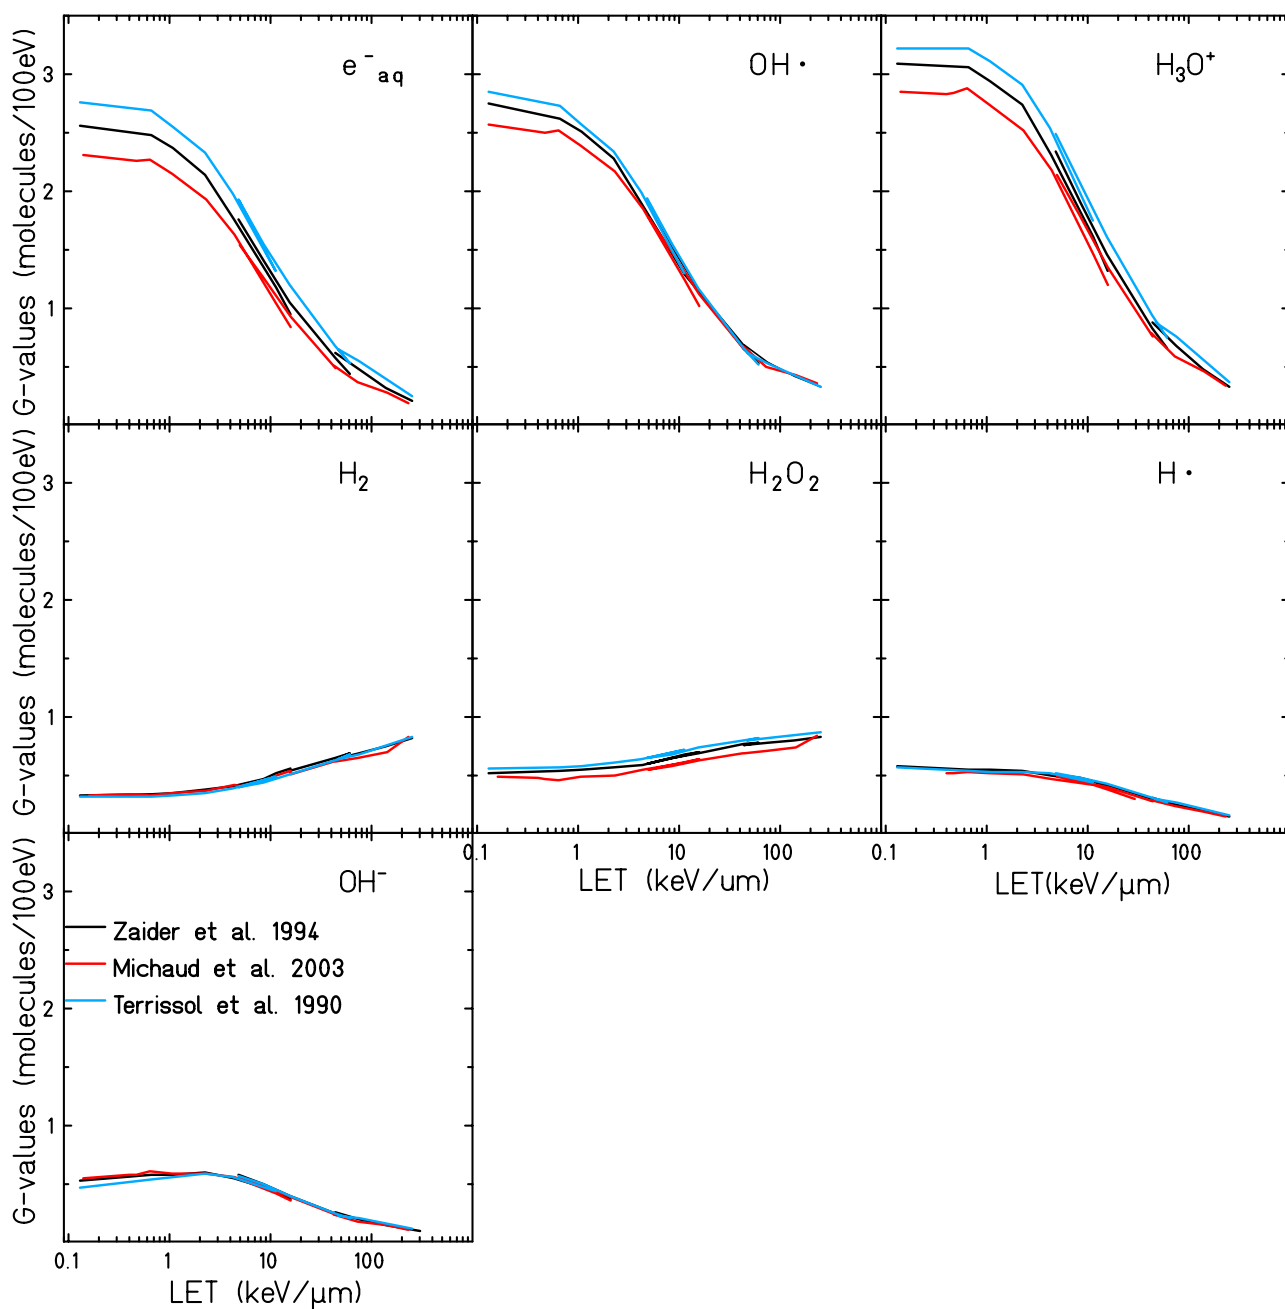 G-values (molecules/100eV)
3
2
1
e⁻aq
OH •
H₃O⁺
G-values (molecules/100eV)
3
2
1
H₂
H₂O₂
H •
0.1 1 10 100
LET (keV/um)
0.1 1 10 100
LET(keV/μm)
G-values (molecules/100eV)
3
2
1
OH⁻
Zaider et al. 1994
Michaud et al. 2003
Terrissol et al. 1990
0.1 1 10 100
LET (keV/μm)